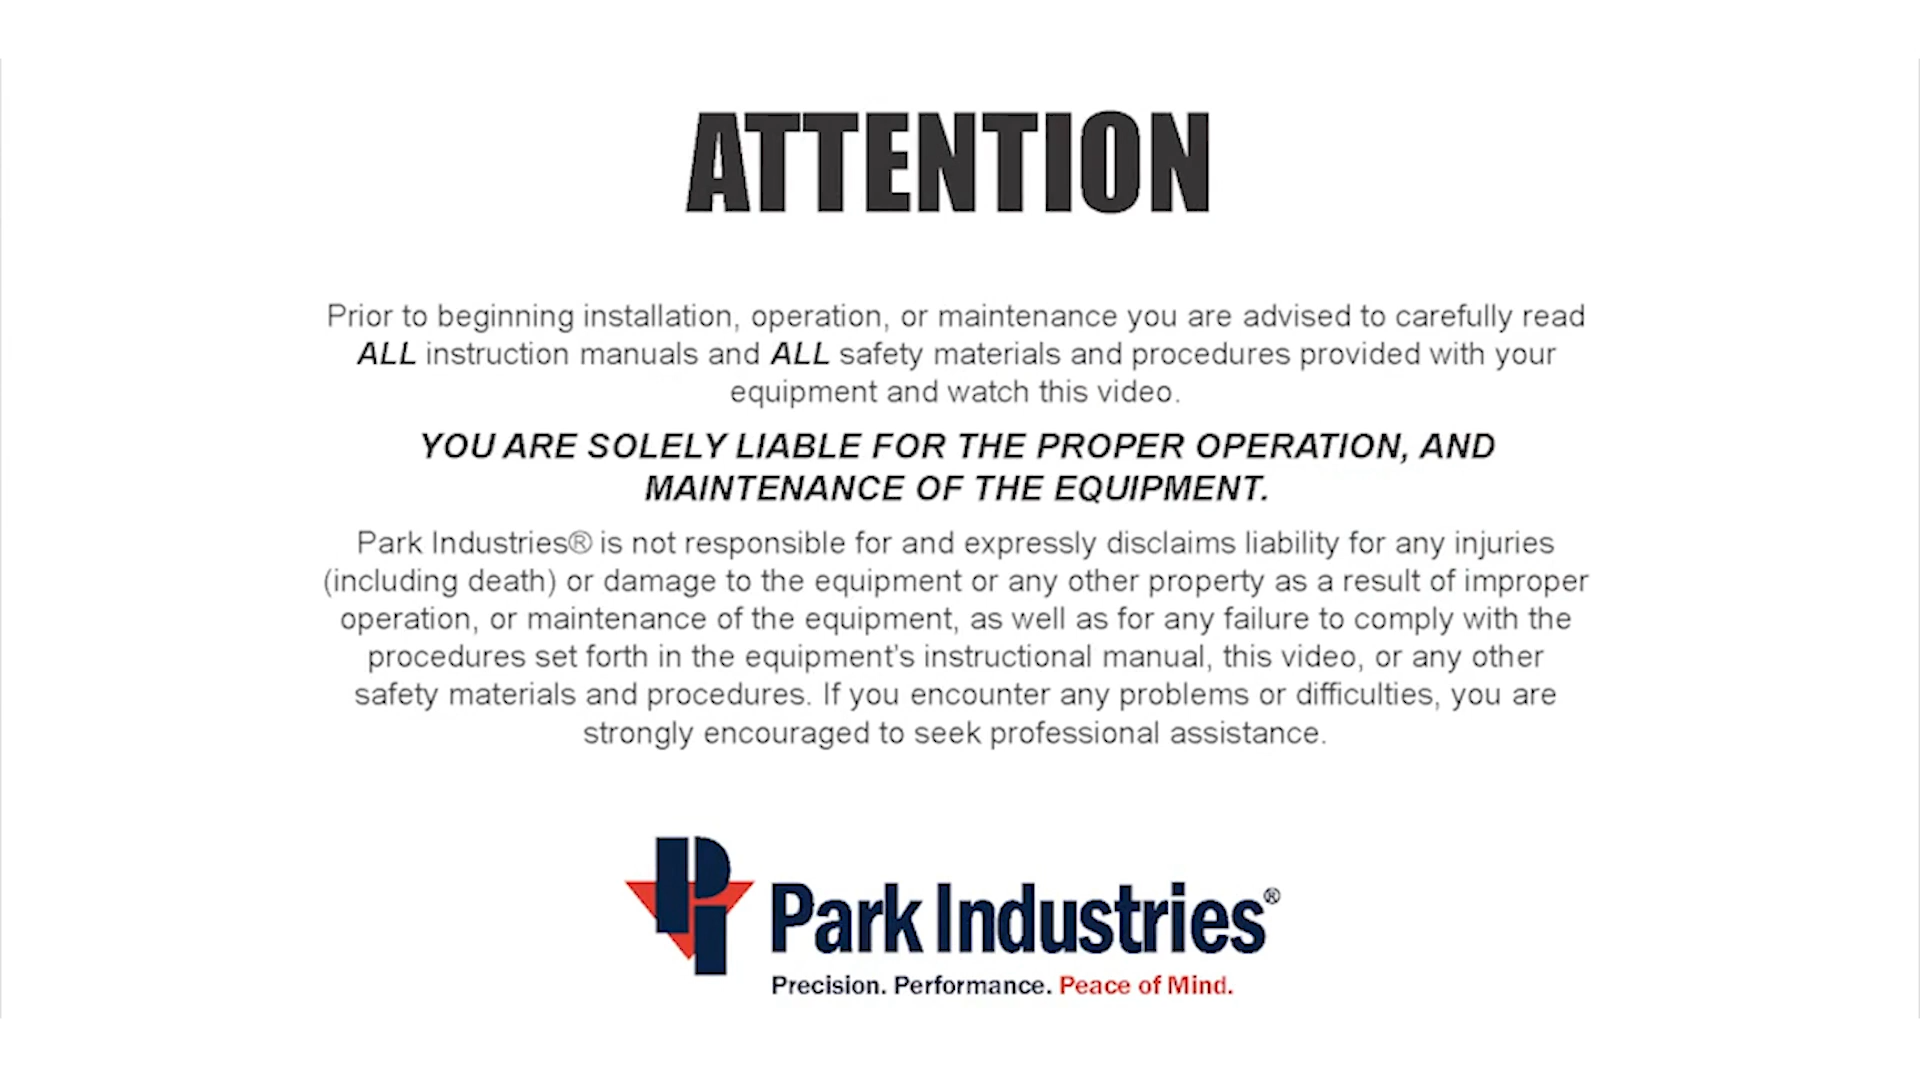 ATTENTION
Prior to beginning installation, operation, or maintenance you are advised to carefully read
ALL instruction manuals and ALL safety materials and procedures provided with your
equipment and watch this video.
YOU ARE SOLELY LIABLE FOR THE PROPER OPERATION, AND
MAINTENANCE OF THE EQUIPMENT.
Park Industries® is not responsible for and expressly disclaims liability for any injuries
(including death) or damage to the equipment or any other property as a result of improper
operation, or maintenance of the equipment, as well as for any failure to comply with the
procedures set forth in the equipment's instructional manual, this video, or any other
safety materials and procedures. If you encounter any problems or difficulties, you are
strongly encouraged to seek professional assistance.
PI Park Industries®
Precision. Performance. Peace of Mind.